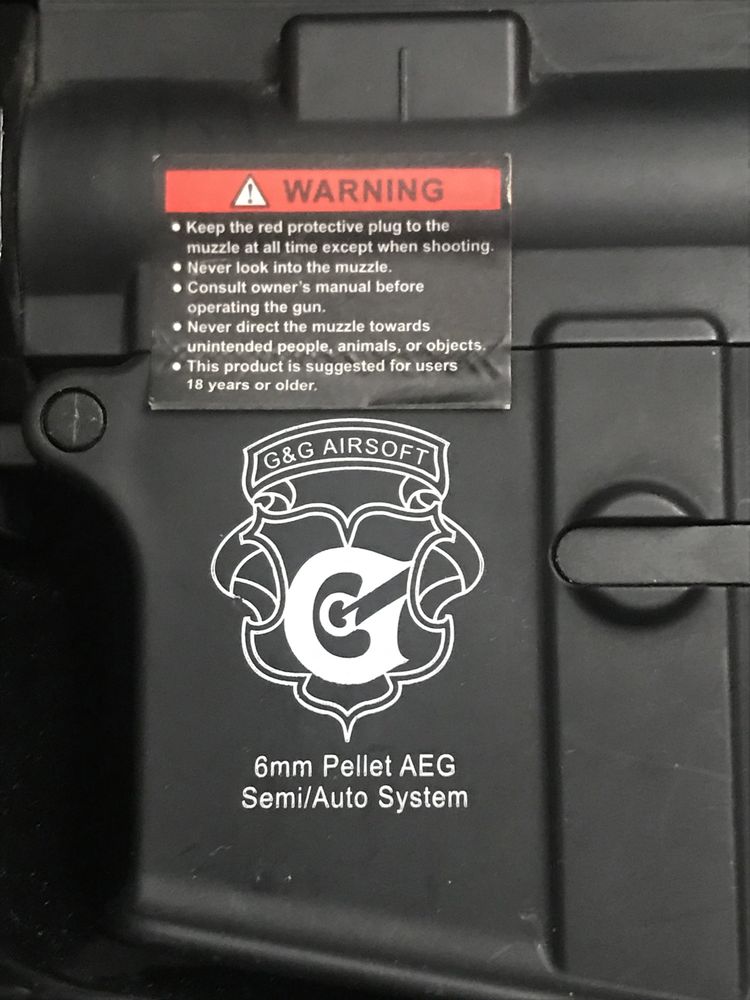 WARNING
• Keep the red protective plug to the
muzzle at all time except when shooting.
• Never look into the muzzle.
• Consult owner's manual before
operating the gun.
• Never direct the muzzle towards
unintended people, animals, or objects.
• This product is suggested for users
18 years or older.
G&G AIRSOFT
G
6mm Pellet AEG
Semi/Auto System